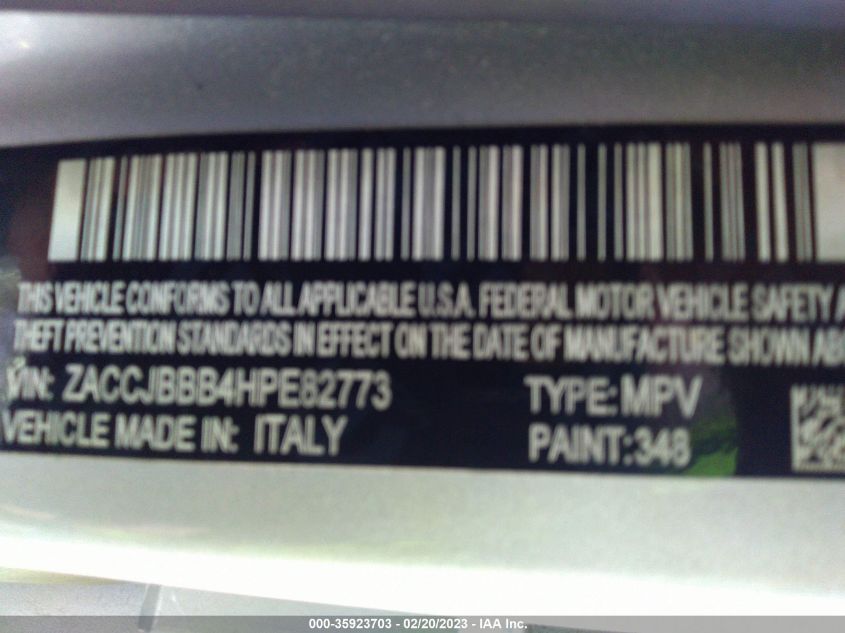 THIS VEHICLE CONFORMS TO ALL APPLICABLE U.S.A. FEDERAL MOTOR VEHICLE SAFETY A
THEFT PREVENTION STANDARDS IN EFFECT ON THE DATE OF MANUFACTURE SHOWN ABO
VIN: ZACCJBBB4HPE82773 TYPE: MPV
VEHICLE MADE IN: ITALY PAINT: 348
000-35923703 - 02/20/2023 - IAA Inc.